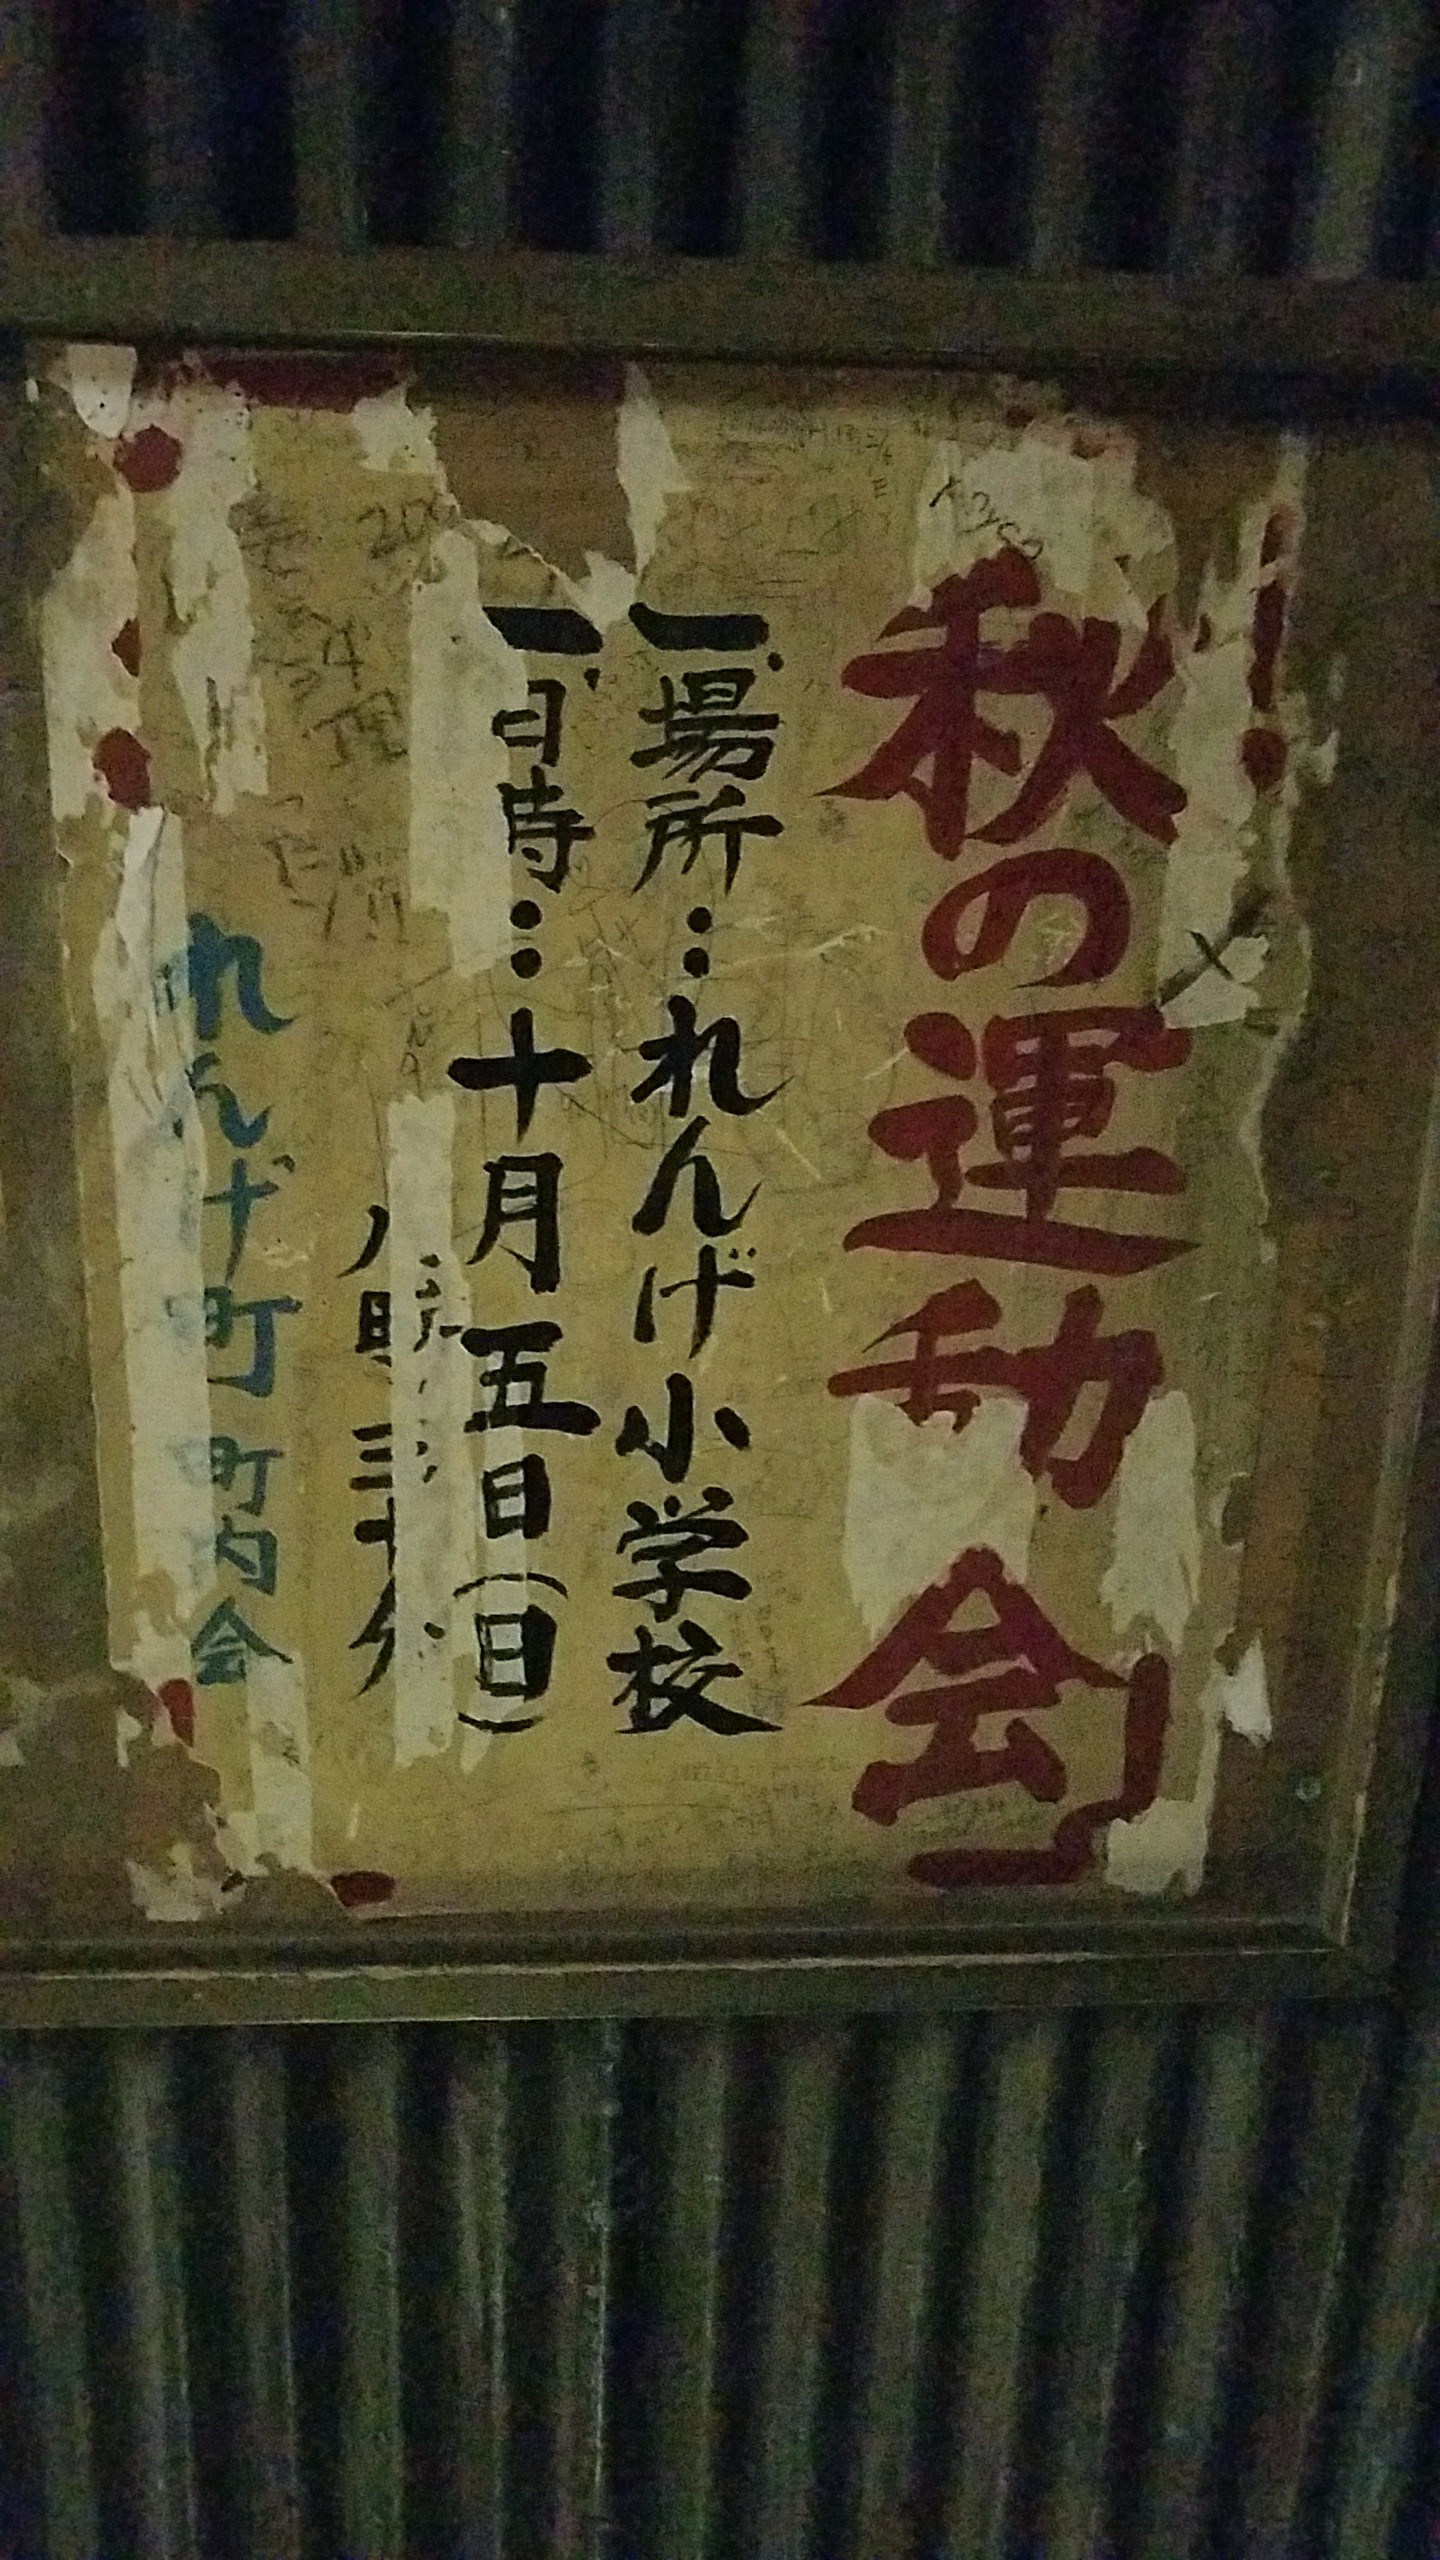 秋の運動会
一、場所：れんげ小学校
一、日時：十月五日（日）
八時三十分
れんげ町町内会